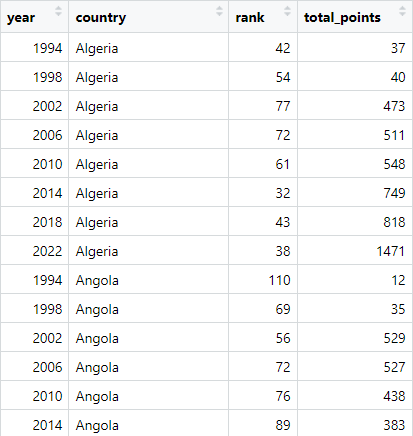 year country rank total_points
1994 Algeria 42 37
1998 Algeria 54 40
2002 Algeria 77 473
2006 Algeria 72 511
2010 Algeria 61 548
2014 Algeria 32 749
2018 Algeria 43 818
2022 Algeria 38 1471
1994 Angola 110 12
1998 Angola 69 35
2002 Angola 56 529
2006 Angola 72 527
2010 Angola 76 438
2014 Angola 89 383